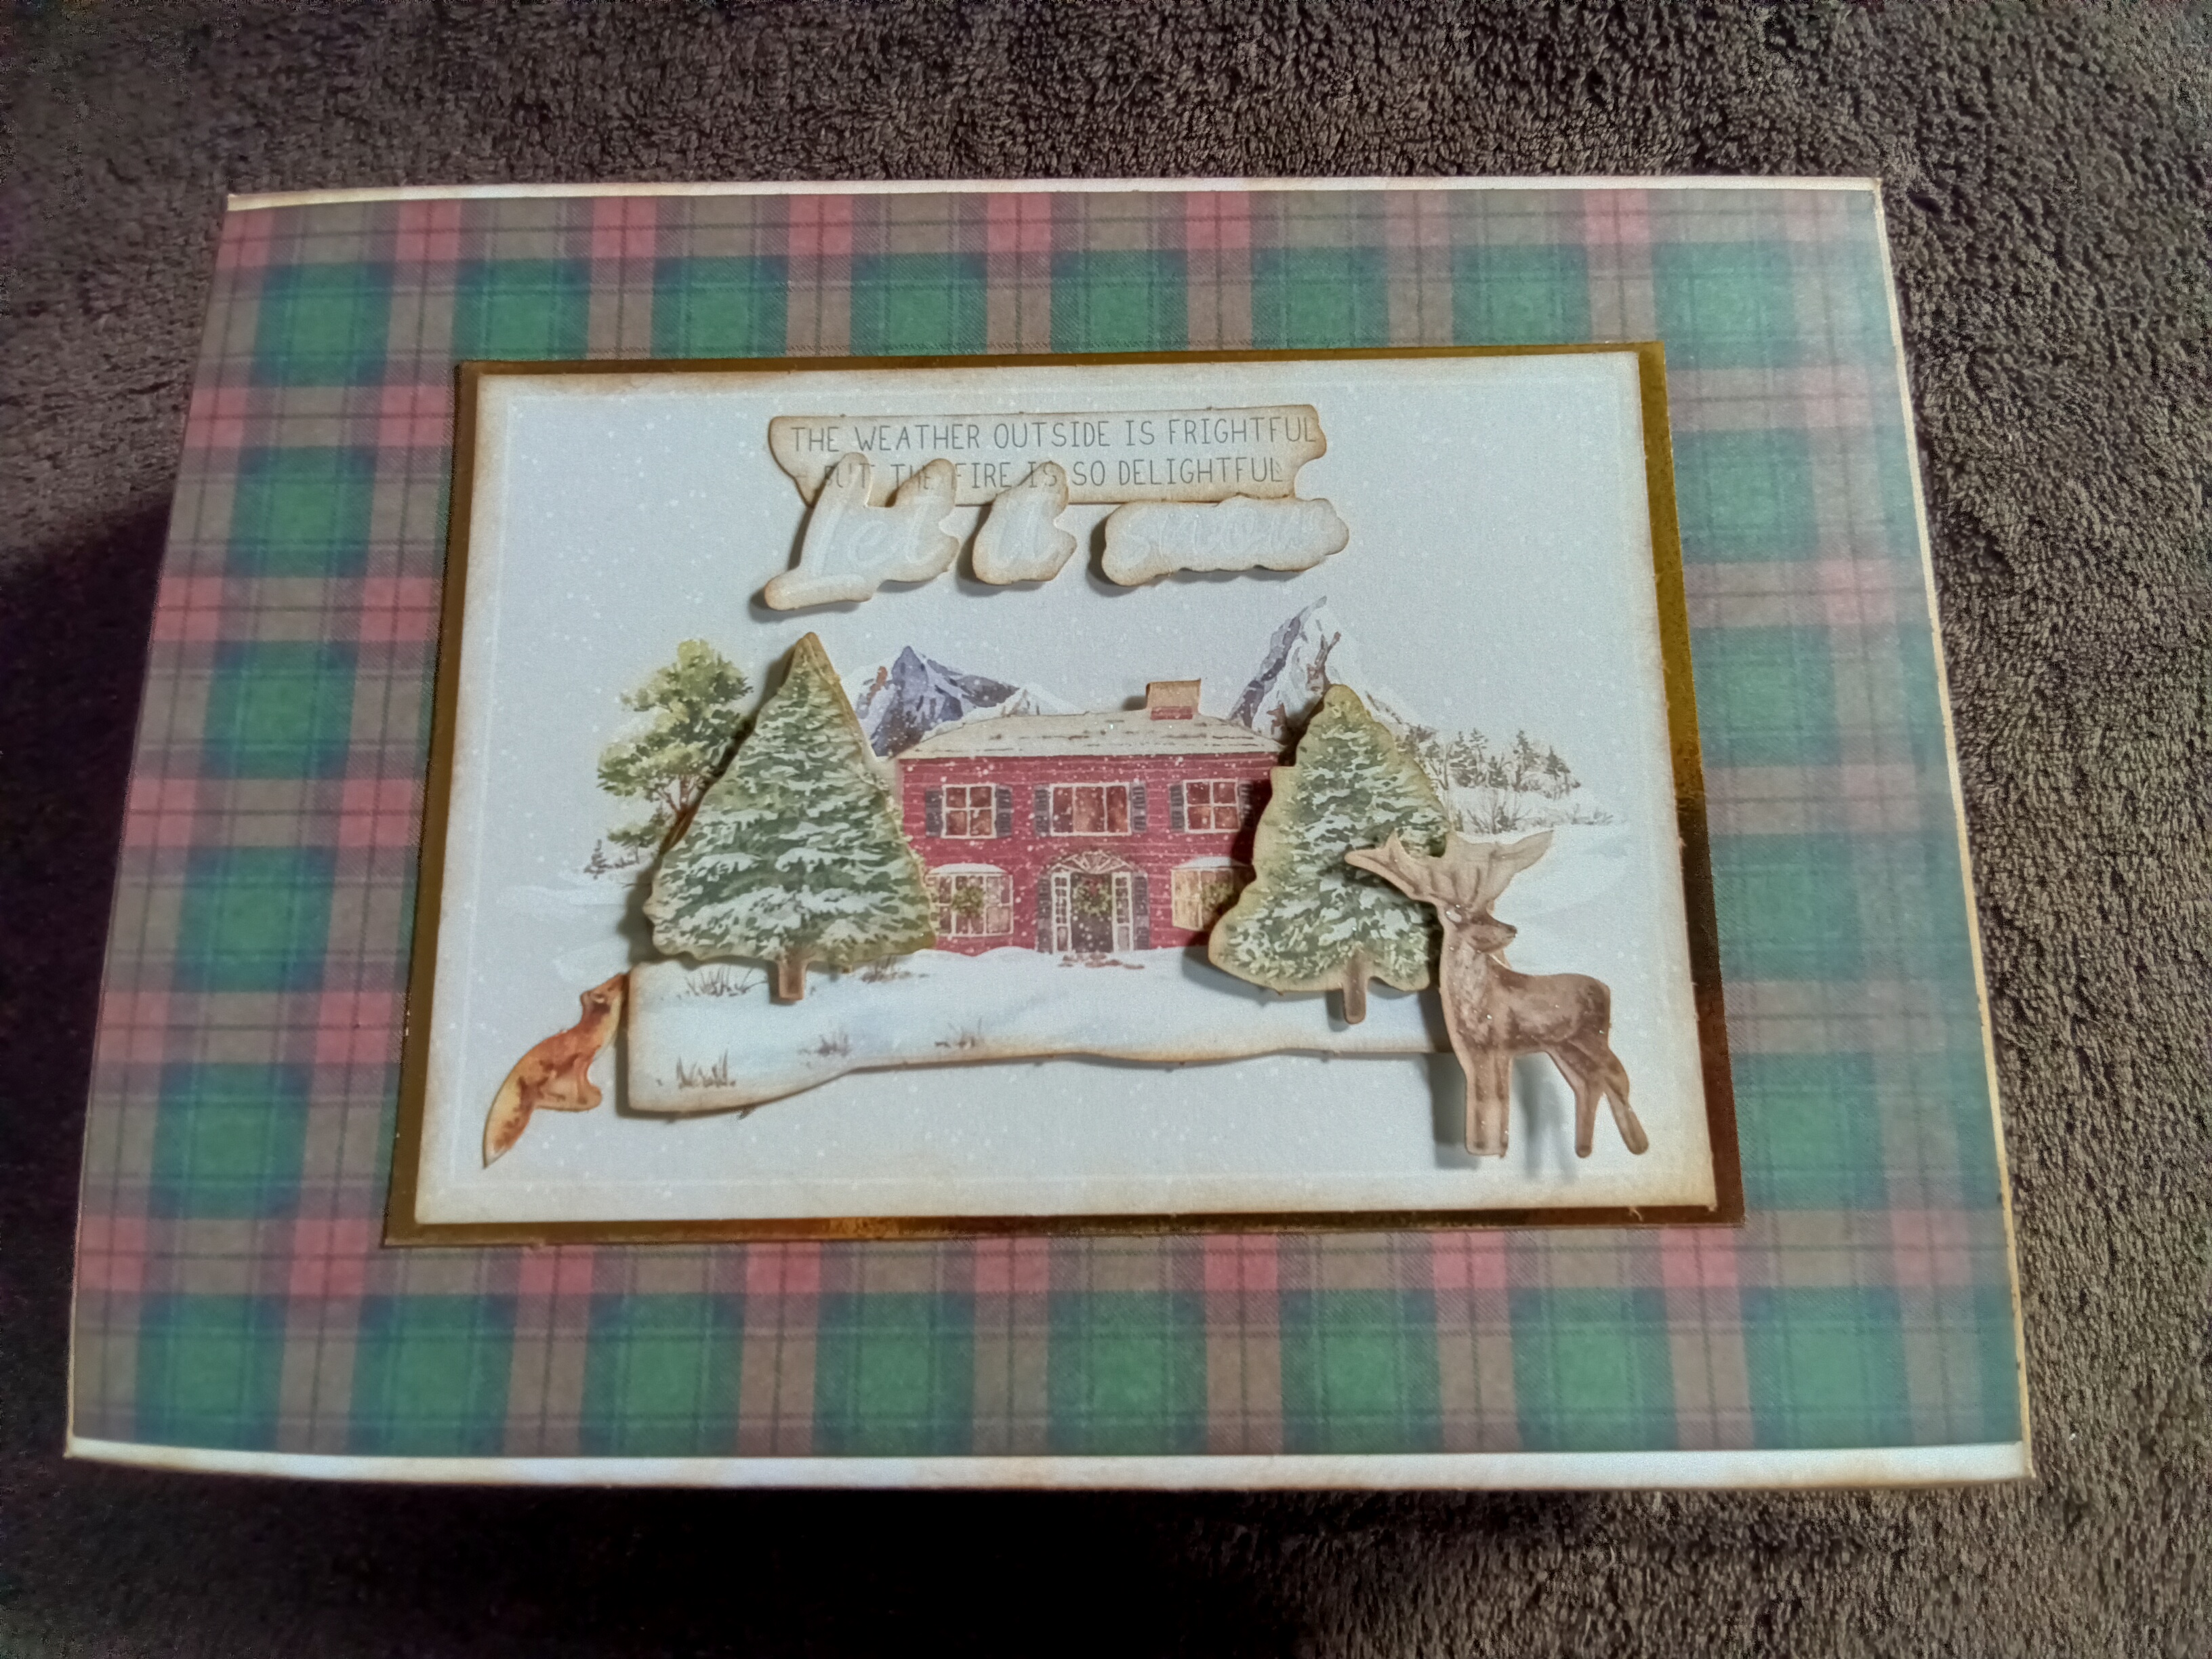 THE WEATHER OUTSIDE IS FRIGHTFUL
BUT THE FIRE IS SO DELIGHTFUL
Let it snow